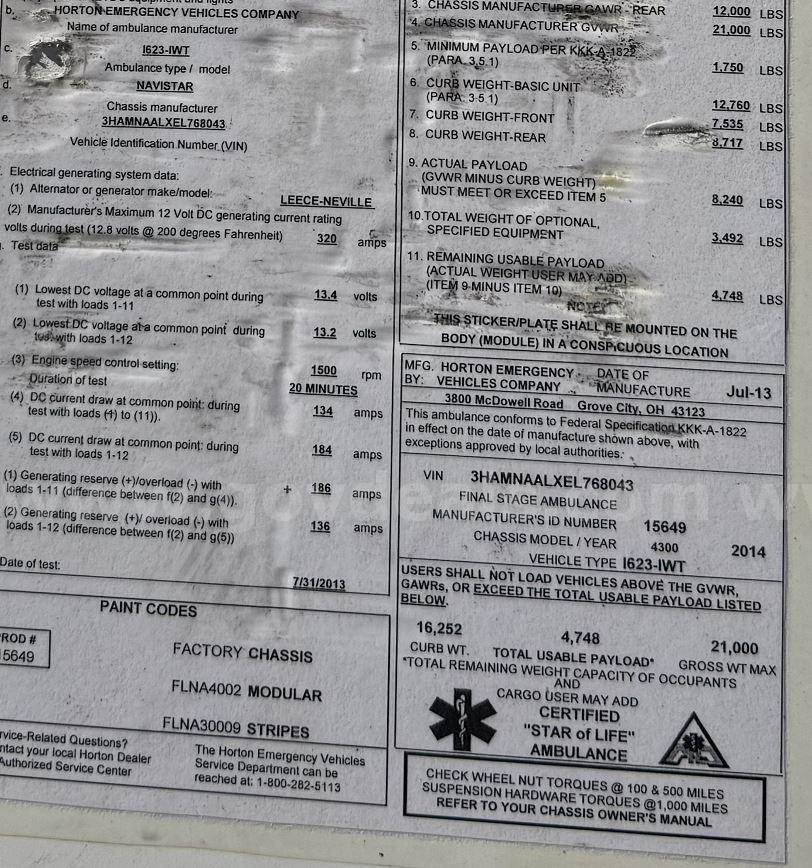 b. HORTON EMERGENCY VEHICLES COMPANY
Name of ambulance manufacturer
c. I623-IWT
Ambulance type / model
d. NAVISTAR
Chassis manufacturer
e. 3HAMNAALXEL768043
Vehicle Identification Number (VIN)
Electrical generating system data:
(1) Alternator or generator make/model: LEECE-NEVILLE
(2) Manufacturer's Maximum 12 Volt DC generating current rating
volts during test (12.8 volts @ 200 degrees Fahrenheit) 320 amps
Test data
(1) Lowest DC voltage at a common point during 13.4 volts
test with loads 1-11
(2) Lowest DC voltage at a common point during 13.2 volts
test with loads 1-12
(3) Engine speed control setting: 1500 rpm
Duration of test 20 MINUTES
(4) DC current draw at common point: during 134 amps
test with loads (1) to (11)).
(5) DC current draw at common point: during 184 amps
test with loads 1-12
(1) Generating reserve (+)/overload (-) with + 186 amps
loads 1-11 (difference between f(2) and g(4)).
(2) Generating reserve (+)/ overload (-) with 136 amps
loads 1-12 (difference between f(2) and g(5))
Date of test: 7/31/2013
PAINT CODES
PROD #
15649
FACTORY CHASSIS
FLNA4002 MODULAR
FLNA30009 STRIPES
Service-Related Questions?
Contact your local Horton Dealer
Authorized Service Center
The Horton Emergency Vehicles
Service Department can be
reached at: 1-800-282-5113
3. CHASSIS MANUFACTURER GAWR - REAR 12,000 LBS
4. CHASSIS MANUFACTURER GVWR 21,000 LBS
5. MINIMUM PAYLOAD PER KKK-A-1822
(PARA. 3.5.1) 1,750 LBS
6. CURB WEIGHT-BASIC UNIT
(PARA. 3.5.1) 12,760 LBS
7. CURB WEIGHT-FRONT 7,535 LBS
8. CURB WEIGHT-REAR 8,717 LBS
9. ACTUAL PAYLOAD
(GVWR MINUS CURB WEIGHT)
MUST MEET OR EXCEED ITEM 5 8,240 LBS
10. TOTAL WEIGHT OF OPTIONAL,
SPECIFIED EQUIPMENT 3,492 LBS
11. REMAINING USABLE PAYLOAD
(ACTUAL WEIGHT USER MAY ADD)
(ITEM 9 MINUS ITEM 10) 4,748 LBS
NOTE:
THIS STICKER/PLATE SHALL BE MOUNTED ON THE
BODY (MODULE) IN A CONSPICUOUS LOCATION
MFG. HORTON EMERGENCY DATE OF
BY: VEHICLES COMPANY MANUFACTURE Jul-13
3800 McDowell Road Grove City, OH 43123
This ambulance conforms to Federal Specification KKK-A-1822
in effect on the date of manufacture shown above, with
exceptions approved by local authorities.
VIN 3HAMNAALXEL768043
FINAL STAGE AMBULANCE
MANUFACTURER'S ID NUMBER 15649
CHASSIS MODEL / YEAR 4300 2014
VEHICLE TYPE I623-IWT
USERS SHALL NOT LOAD VEHICLES ABOVE THE GVWR,
GAWRs, OR EXCEED THE TOTAL USABLE PAYLOAD LISTED
BELOW.
16,252 4,748 21,000
CURB WT. TOTAL USABLE PAYLOAD* GROSS WT MAX
*TOTAL REMAINING WEIGHT CAPACITY OF OCCUPANTS
AND
CARGO USER MAY ADD
CERTIFIED
"STAR of LIFE"
AMBULANCE
CHECK WHEEL NUT TORQUES @ 100 & 500 MILES
SUSPENSION HARDWARE TORQUES @1,000 MILES
REFER TO YOUR CHASSIS OWNER'S MANUAL